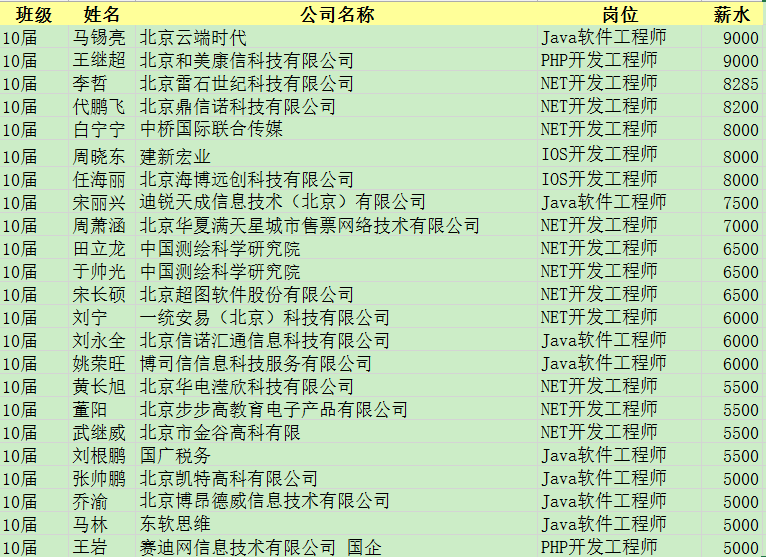 班级 姓名 公司名称 岗位 薪水
10届 马锡亮 北京云端时代 Java软件工程师 9000
10届 王继超 北京和美康信科技有限公司 PHP开发工程师 9000
10届 李哲 北京雷石世纪科技有限公司 NET开发工程师 8285
10届 代鹏飞 北京鼎信诺科技有限公司 NET开发工程师 8200
10届 白宁宁 中桥国际联合传媒 NET开发工程师 8000
10届 周晓东 建新宏业 IOS开发工程师 8000
10届 任海丽 北京海博远创科技有限公司 IOS开发工程师 8000
10届 宋丽兴 迪锐天成信息技术（北京）有限公司 Java软件工程师 7500
10届 周萧涵 北京华夏满天星城市售票网络技术有限公司 NET开发工程师 7000
10届 田立龙 中国测绘科学研究院 NET开发工程师 6500
10届 于帅光 中国测绘科学研究院 NET开发工程师 6500
10届 宋长硕 北京超图软件股份有限公司 NET开发工程师 6500
10届 刘宁 一统安易（北京）科技有限公司 NET开发工程师 6000
10届 刘永全 北京信诺汇通信息科技有限公司 Java软件工程师 6000
10届 姚荣旺 博司信信息科技服务有限公司 Java软件工程师 6000
10届 黄长旭 北京华电滢欣科技有限公司 NET开发工程师 5500
10届 董阳 北京步步高教育电子产品有限公司 NET开发工程师 5500
10届 武继威 北京市金谷高科有限 NET开发工程师 5500
10届 刘根鹏 国广税务 Java软件工程师 5500
10届 张帅鹏 北京凯特高科有限公司 Java软件工程师 5000
10届 乔渝 北京博昂德威信息技术有限公司 Java软件工程师 5000
10届 马林 东软思维 Java软件工程师 5000
10届 王岩 赛迪网信息技术有限公司 国企 PHP开发工程师 5000